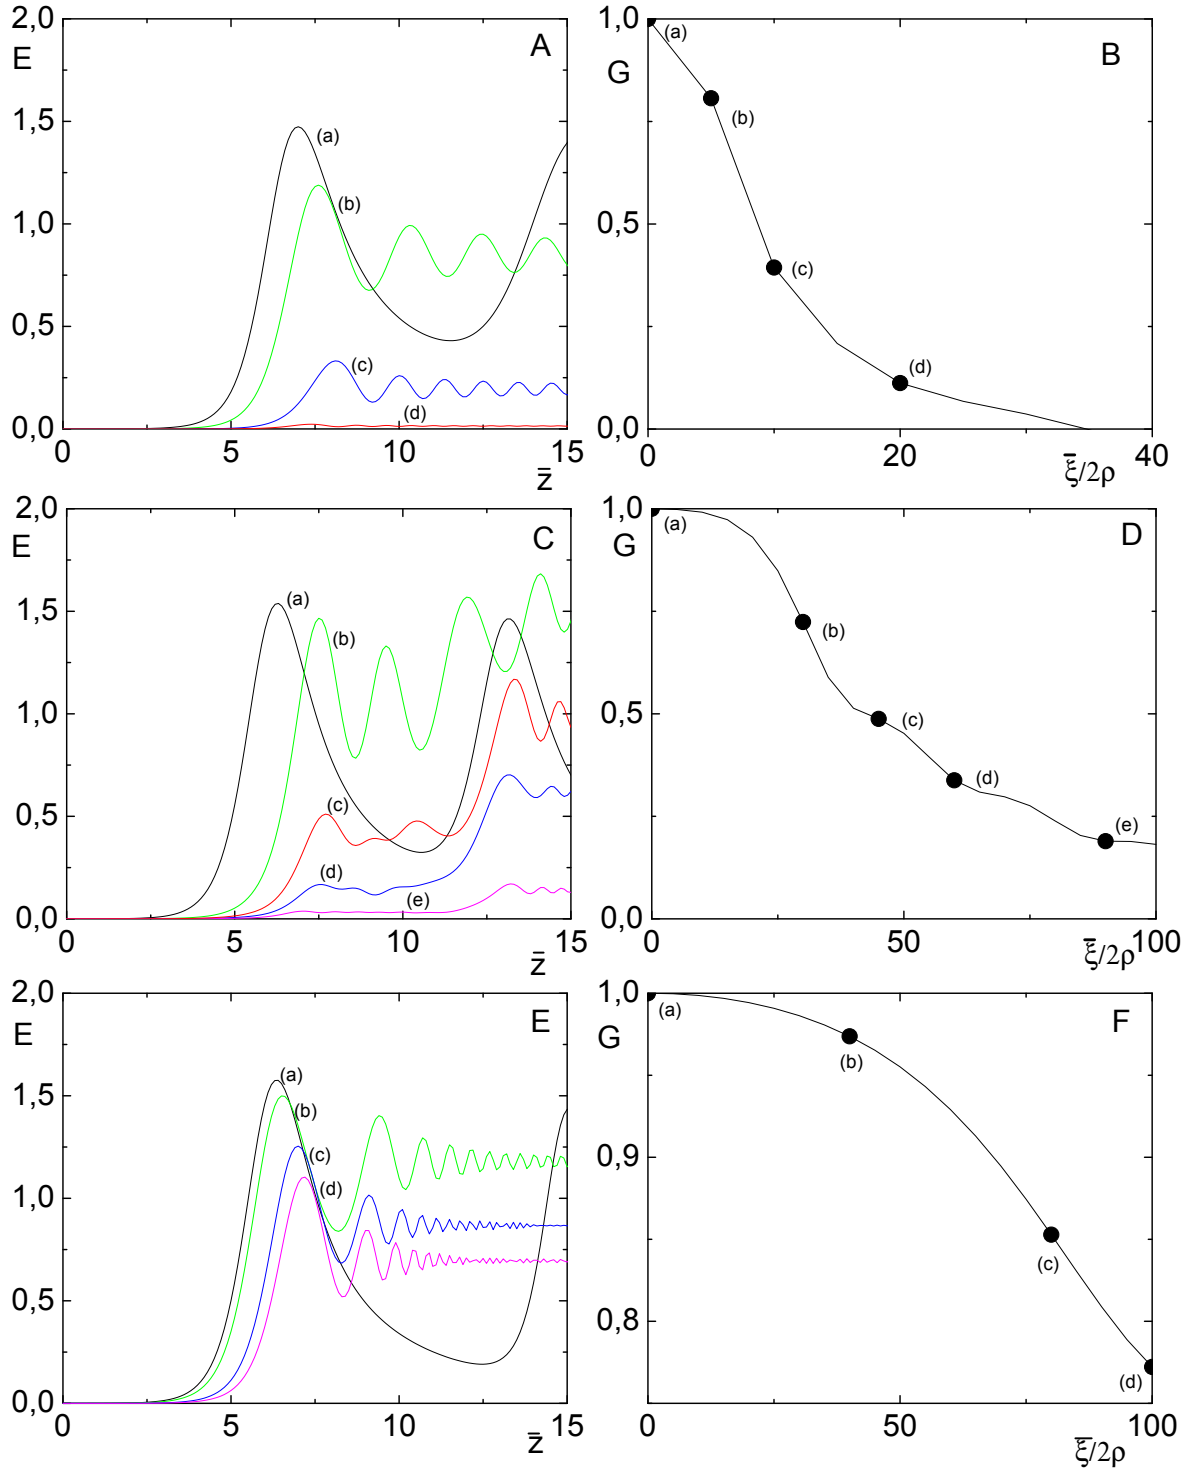 2,0
E
A
1,5
(a)
(b)
1,0
0,5
(c)
(d)
0,0
0
5
10
15
z̄
1,0
G
B
(a)
(b)
0,5
(c)
(d)
0,0
0
20
40
ξ̄/2ρ
2,0
E
C
1,5
(a)
(b)
1,0
0,5
(c)
(d)
(e)
0,0
0
5
10
15
z̄
1,0
G
D
(a)
(b)
0,5
(c)
(d)
(e)
0,0
0
50
100
ξ̄/2ρ
2,0
E
E
1,5
(a)
(b)
(c)
(d)
1,0
0,5
0,0
0
5
10
15
z̄
1,0
G
F
(a)
(b)
0,9
(c)
0,8
(d)
0
50
100
ξ̄/2ρ